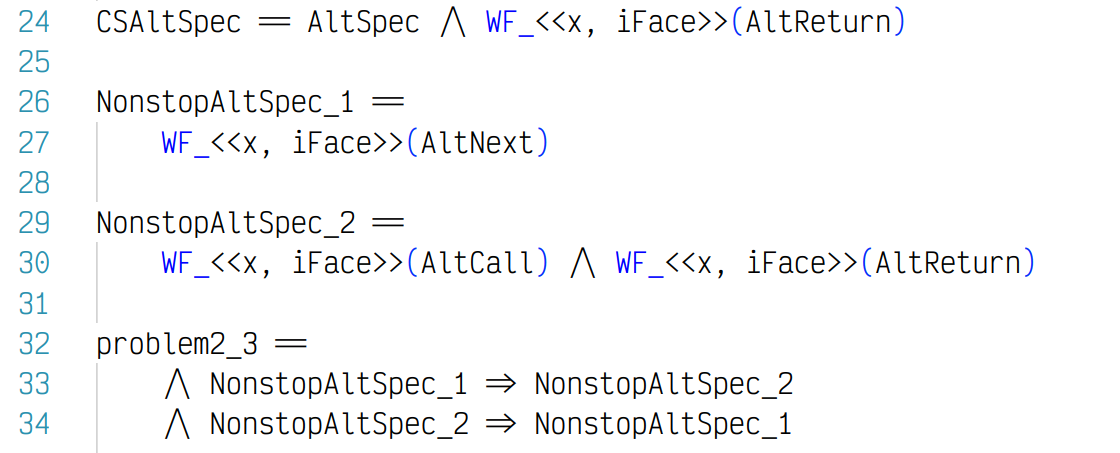 24 CSAltSpec == AltSpec /\ WF_<<x, iFace>>(AltReturn)
25
26 NonstopAltSpec_1 ==
27 WF_<<x, iFace>>(AltNext)
28
29 NonstopAltSpec_2 ==
30 WF_<<x, iFace>>(AltCall) /\ WF_<<x, iFace>>(AltReturn)
31
32 problem2_3 ==
33 /\ NonstopAltSpec_1 => NonstopAltSpec_2
34 /\ NonstopAltSpec_2 => NonstopAltSpec_1